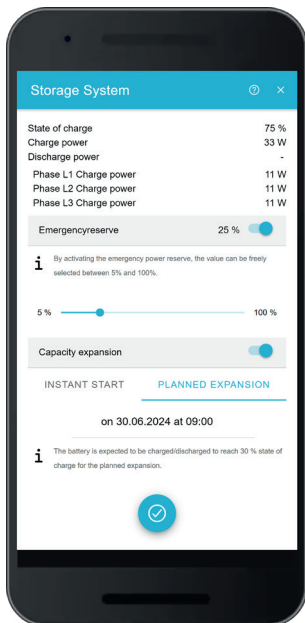 Storage System
State of charge 75 %
Charge power 33 W
Discharge power -
Phase L1 Charge power 11 W
Phase L2 Charge power 11 W
Phase L3 Charge power 11 W
Emergencyreserve 25 %
By activating the emergency power reserve, the value can be freely
selected between 5% and 100%.
5 % 100 %
Capacity expansion
INSTANT START PLANNED EXPANSION
on 30.06.2024 at 09:00
The battery is expected to be charged/discharged to reach 30 % state of
charge for the planned expansion.